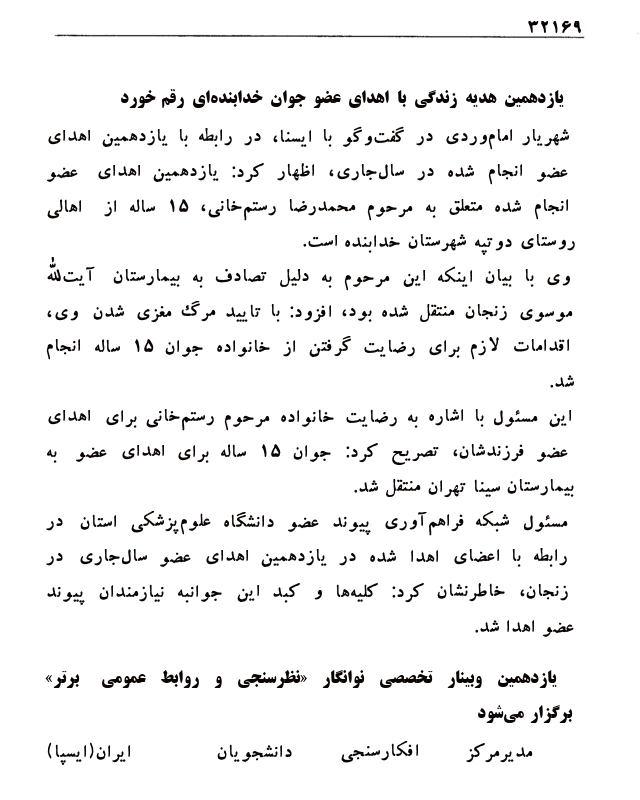 ۳۲۱۶۹
یازدهمین هدیه زندگی با اهدای عضو جوان خدابنده‌ای رقم خورد
شهریار امام‌وردی در گفت‌وگو با ایسنا، در رابطه با یازدهمین اهدای
عضو انجام شده در سال‌جاری، اظهار کرد: یازدهمین اهدای عضو
انجام شده متعلق به مرحوم محمدرضا رستم‌خانی، ۱۵ ساله از اهالی
روستای دوتپه شهرستان خدابنده است.
وی با بیان اینکه این مرحوم به دلیل تصادف به بیمارستان آیت‌الله
موسوی زنجان منتقل شده بود، افزود: با تایید مرگ مغزی شدن وی،
اقدامات لازم برای رضایت گرفتن از خانواده جوان ۱۵ ساله انجام
شد.
این مسئول با اشاره به رضایت خانواده مرحوم رستم‌خانی برای اهدای
عضو فرزندشان، تصریح کرد: جوان ۱۵ ساله برای اهدای عضو به
بیمارستان سینا تهران منتقل شد.
مسئول شبکه فراهم‌آوری پیوند عضو دانشگاه علوم‌پزشکی استان در
رابطه با اعضای اهدا شده در یازدهمین اهدای عضو سال‌جاری در
زنجان، خاطرنشان کرد: کلیه‌ها و کبد این جوانبه نیازمندان پیوند
عضو اهدا شد.
یازدهمین وبینار تخصصی نوانگار «نظرسنجی و روابط عمومی برتر»
برگزار می‌شود
مدیرمرکز افکارسنجی دانشجویان ایران(ایسپا)